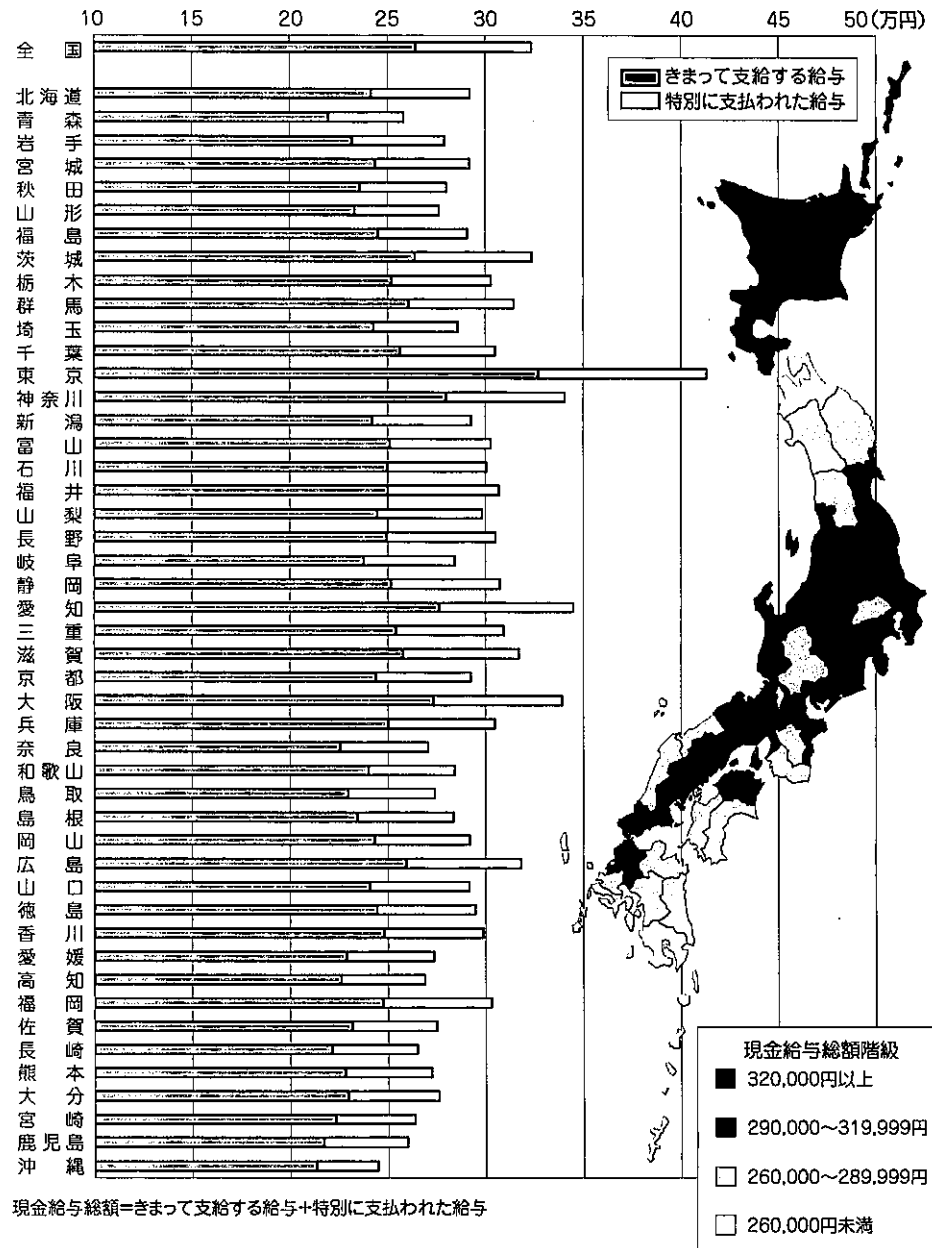 10 15 20 25 30 35 40 45 50(万円)
全国
きまって支給する給与
特別に支払われた給与
北海道
青森
岩手
宮城
秋田
山形
福島
茨城
栃木
群馬
埼玉
千葉
東京
神奈川
新潟
富山
石川
福井
山梨
長野
岐阜
静岡
愛知
三重
滋賀
京都
大阪
兵庫
奈良
和歌山
鳥取
島根
岡山
広島
山口
徳島
香川
愛媛
高知
福岡
佐賀
長崎
熊本
大分
宮崎
鹿児島
沖縄
現金給与総額階級
320,000円以上
290,000〜319,999円
260,000〜289,999円
260,000円未満
現金給与総額=きまって支給する給与+特別に支払われた給与